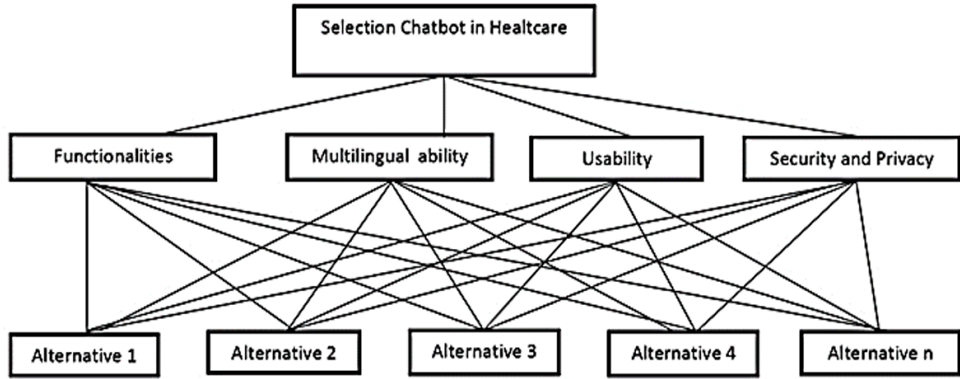 Selection Chatbot in Healtcare
Functionalities
Multilingual ability
Usability
Security and Privacy
Alternative 1
Alternative 2
Alternative 3
Alternative 4
Alternative n